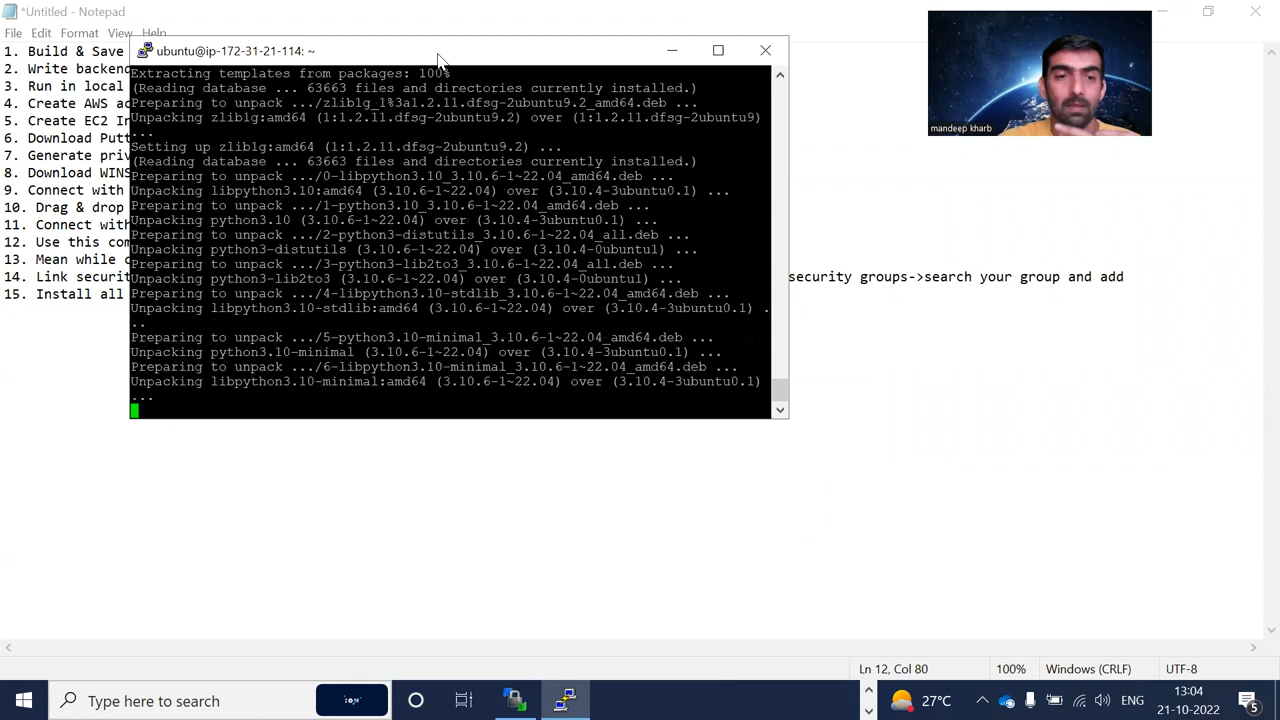 *Untitled - Notepad
File Edit Format View Help
1. Build & Save
2. Write backend
3. Run in local
4. Create AWS ac
5. Create EC2 In
6. Download Putt
7. Generate priv
8. Download WINS
9. Connect with
10. Drag & drop
11. Connect with
12. Use this com
13. Mean while c
14. Link securit
security groups->search your group and add
15. Install all
ubuntu@ip-172-31-21-114: ~
Extracting templates from packages: 100%
(Reading database ... 63663 files and directories currently installed.)
Preparing to unpack .../zlib1g_1%3a1.2.11.dfsg-2ubuntu9.2_amd64.deb ...
Unpacking zlib1g:amd64 (1:1.2.11.dfsg-2ubuntu9.2) over (1:1.2.11.dfsg-2ubuntu9)
...
Setting up zlib1g:amd64 (1:1.2.11.dfsg-2ubuntu9.2) ...
(Reading database ... 63663 files and directories currently installed.)
Preparing to unpack .../0-libpython3.10_3.10.6-1~22.04_amd64.deb ...
Unpacking libpython3.10:amd64 (3.10.6-1~22.04) over (3.10.4-3ubuntu0.1) ...
Preparing to unpack .../1-python3.10_3.10.6-1~22.04_amd64.deb ...
Unpacking python3.10 (3.10.6-1~22.04) over (3.10.4-3ubuntu0.1) ...
Preparing to unpack .../2-python3-distutils_3.10.6-1~22.04_all.deb ...
Unpacking python3-distutils (3.10.6-1~22.04) over (3.10.4-0ubuntu1) ...
Preparing to unpack .../3-python3-lib2to3_3.10.6-1~22.04_all.deb ...
Unpacking python3-lib2to3 (3.10.6-1~22.04) over (3.10.4-0ubuntu1) ...
Preparing to unpack .../4-libpython3.10-stdlib_3.10.6-1~22.04_amd64.deb ...
Unpacking libpython3.10-stdlib:amd64 (3.10.6-1~22.04) over (3.10.4-3ubuntu0.1) .
..
Preparing to unpack .../5-python3.10-minimal_3.10.6-1~22.04_amd64.deb ...
Unpacking python3.10-minimal (3.10.6-1~22.04) over (3.10.4-3ubuntu0.1) ...
Preparing to unpack .../6-libpython3.10-minimal_3.10.6-1~22.04_amd64.deb ...
Unpacking libpython3.10-minimal:amd64 (3.10.6-1~22.04) over (3.10.4-3ubuntu0.1)
...
mandeep kharb
Ln 12, Col 80
100%
Windows (CRLF)
UTF-8
Type here to search
27°C
ENG
13:04
21-10-2022
5